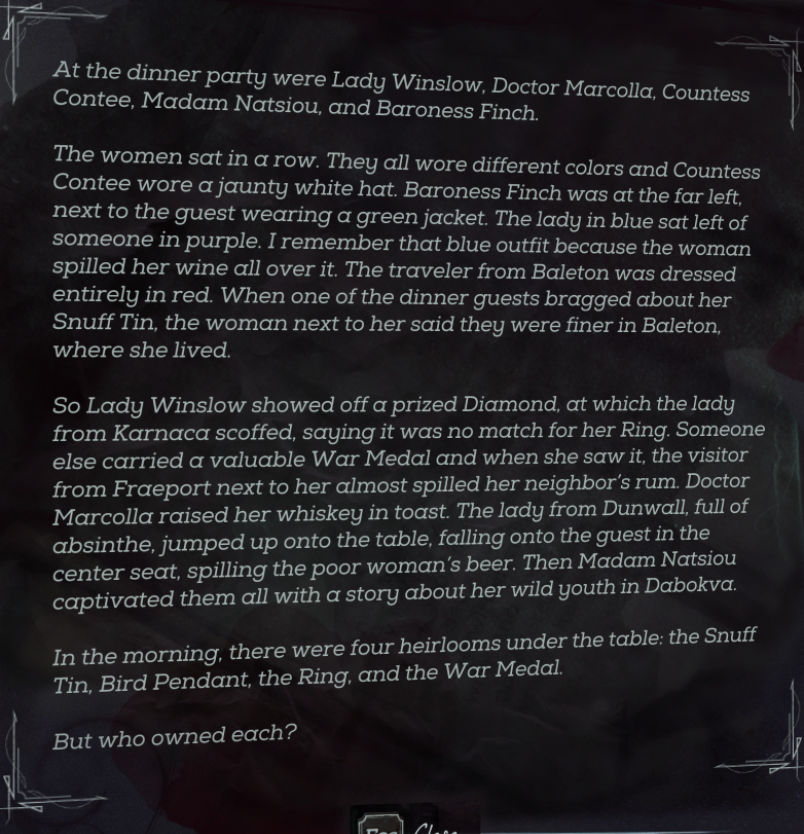 At the dinner party were Lady Winslow, Doctor Marcolla, Countess
Contee, Madam Natsiou, and Baroness Finch.
The women sat in a row. They all wore different colors and Countess
Contee wore a jaunty white hat. Baroness Finch was at the far left,
next to the guest wearing a green jacket. The lady in blue sat left of
someone in purple. I remember that blue outfit because the woman
spilled her wine all over it. The traveler from Baleton was dressed
entirely in red. When one of the dinner guests bragged about her
Snuff Tin, the woman next to her said they were finer in Baleton,
where she lived.
So Lady Winslow showed off a prized Diamond, at which the lady
from Karnaca scoffed, saying it was no match for her Ring. Someone
else carried a valuable War Medal and when she saw it, the visitor
from Fraeport next to her almost spilled her neighbor's rum. Doctor
Marcolla raised her whiskey in toast. The lady from Dunwall, full of
absinthe, jumped up onto the table, falling onto the guest in the
center seat, spilling the poor woman's beer. Then Madam Natsiou
captivated them all with a story about her wild youth in Dabokva.
In the morning, there were four heirlooms under the table: the Snuff
Tin, Bird Pendant, the Ring, and the War Medal.
But who owned each?
Esc Close